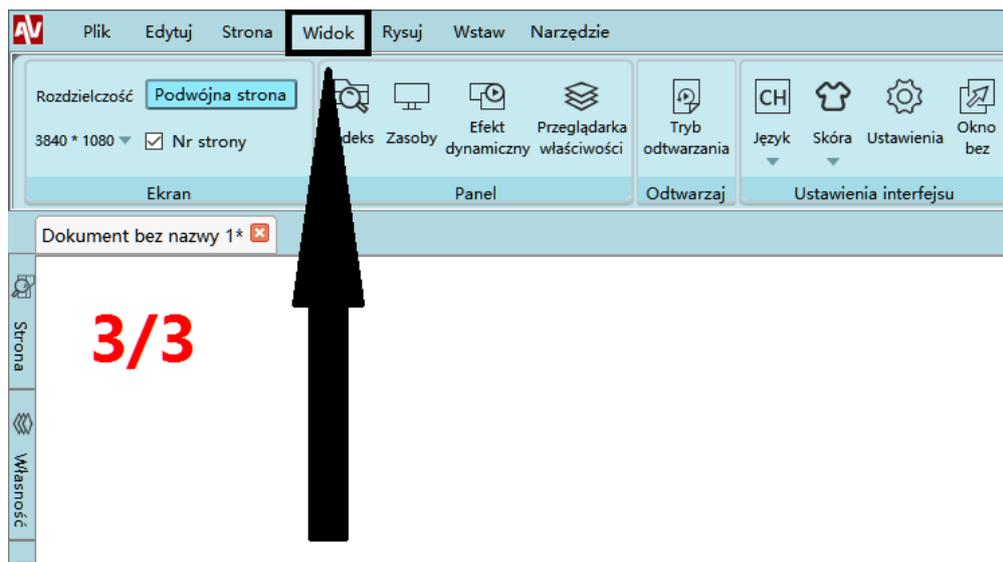 AV
Plik Edytuj Strona Widok Rysuj Wstaw Narzędzie
Rozdzielczość Podwójna strona
3840 * 1080 Nr strony
Ekran
Zasoby
Efekt
dynamiczny
Przeglądarka
właściwości
Panel
Tryb
odtwarzania
Odtwarzaj
CH
Język Skóra Ustawienia
Okno
bez
Ustawienia interfejsu
Dokument bez nazwy 1*
Strona
Własność
3/3